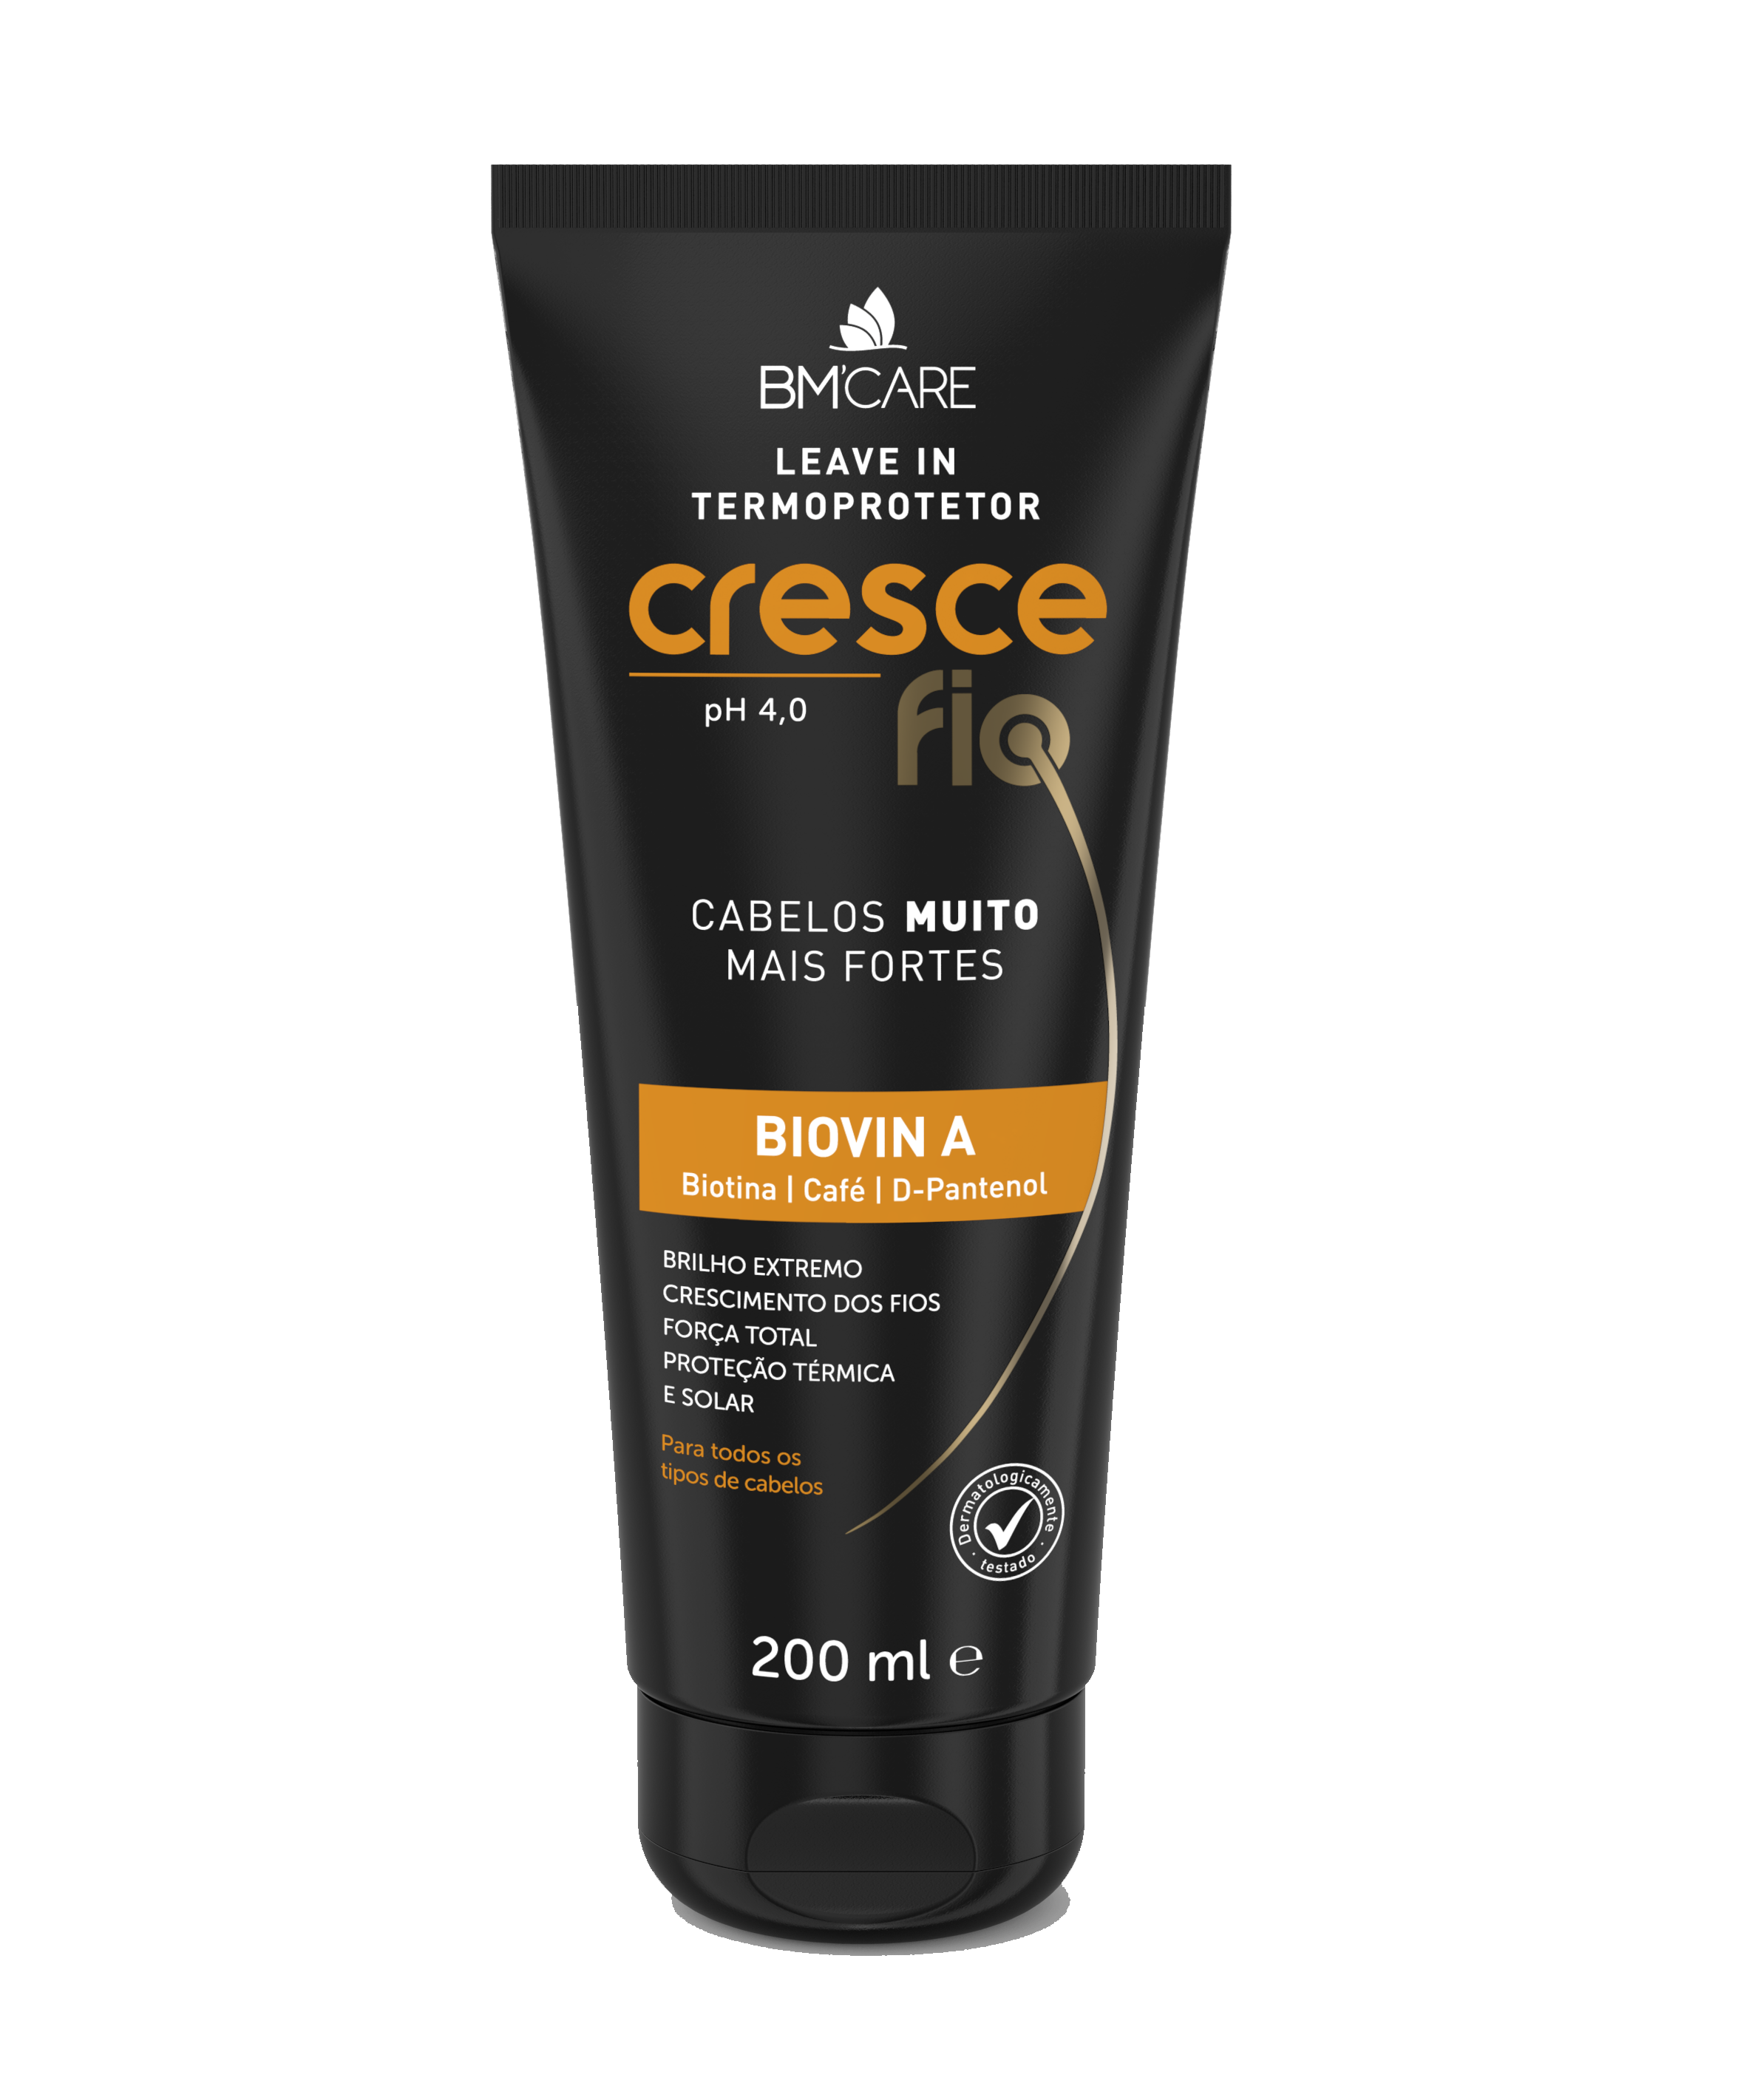 BM'CARE
LEAVE IN
TERMOPROTETOR
cresce
fio
pH 4,0
CABELOS MUITO
MAIS FORTES
BIOVIN A
Biotina | Café | D-Pantenol
BRILHO EXTREMO
CRESCIMENTO DOS FIOS
FORÇA TOTAL
PROTEÇÃO TÉRMICA
E SOLAR
Para todos os
tipos de cabelos
Dermatologicamente
· testado ·
200 ml ℮